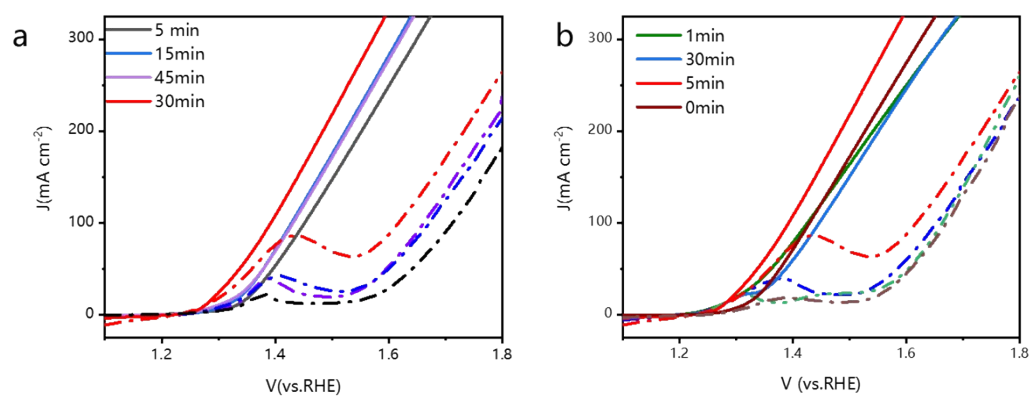 a
300
200
100
0
J(mA cm-2)
5 min
15min
45min
30min
1.2
1.4
1.6
1.8
V(vs.RHE)
b
300
200
100
0
J(mA cm-2)
1min
30min
5min
0min
1.2
1.4
1.6
1.8
V (vs.RHE)